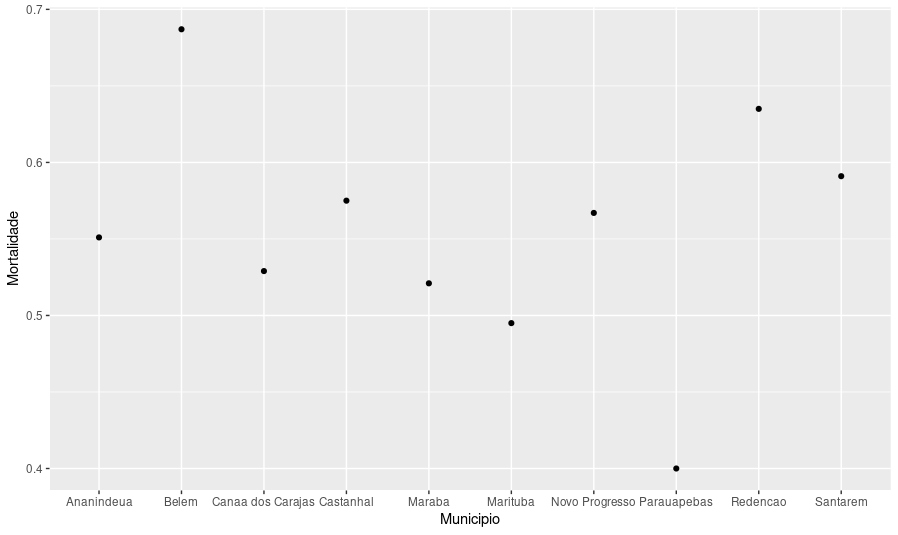 0.7
0.6
0.5
0.4
Mortalidade
Ananindeua Belem Canaa dos Carajas Castanhal Maraba Marituba Novo Progresso Parauapebas Redencao Santarem
Municipio